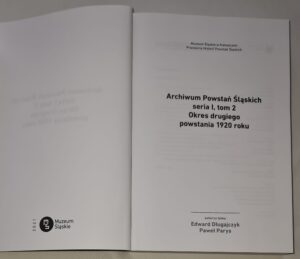 2021
Muzeum
Śląskie
Muzeum Śląskie w Katowicach
Archiwum Powstań Śląskich
seria I, tom 2
Okres drugiego
powstania 1920 roku
Edward Długajczyk
Paweł Parys